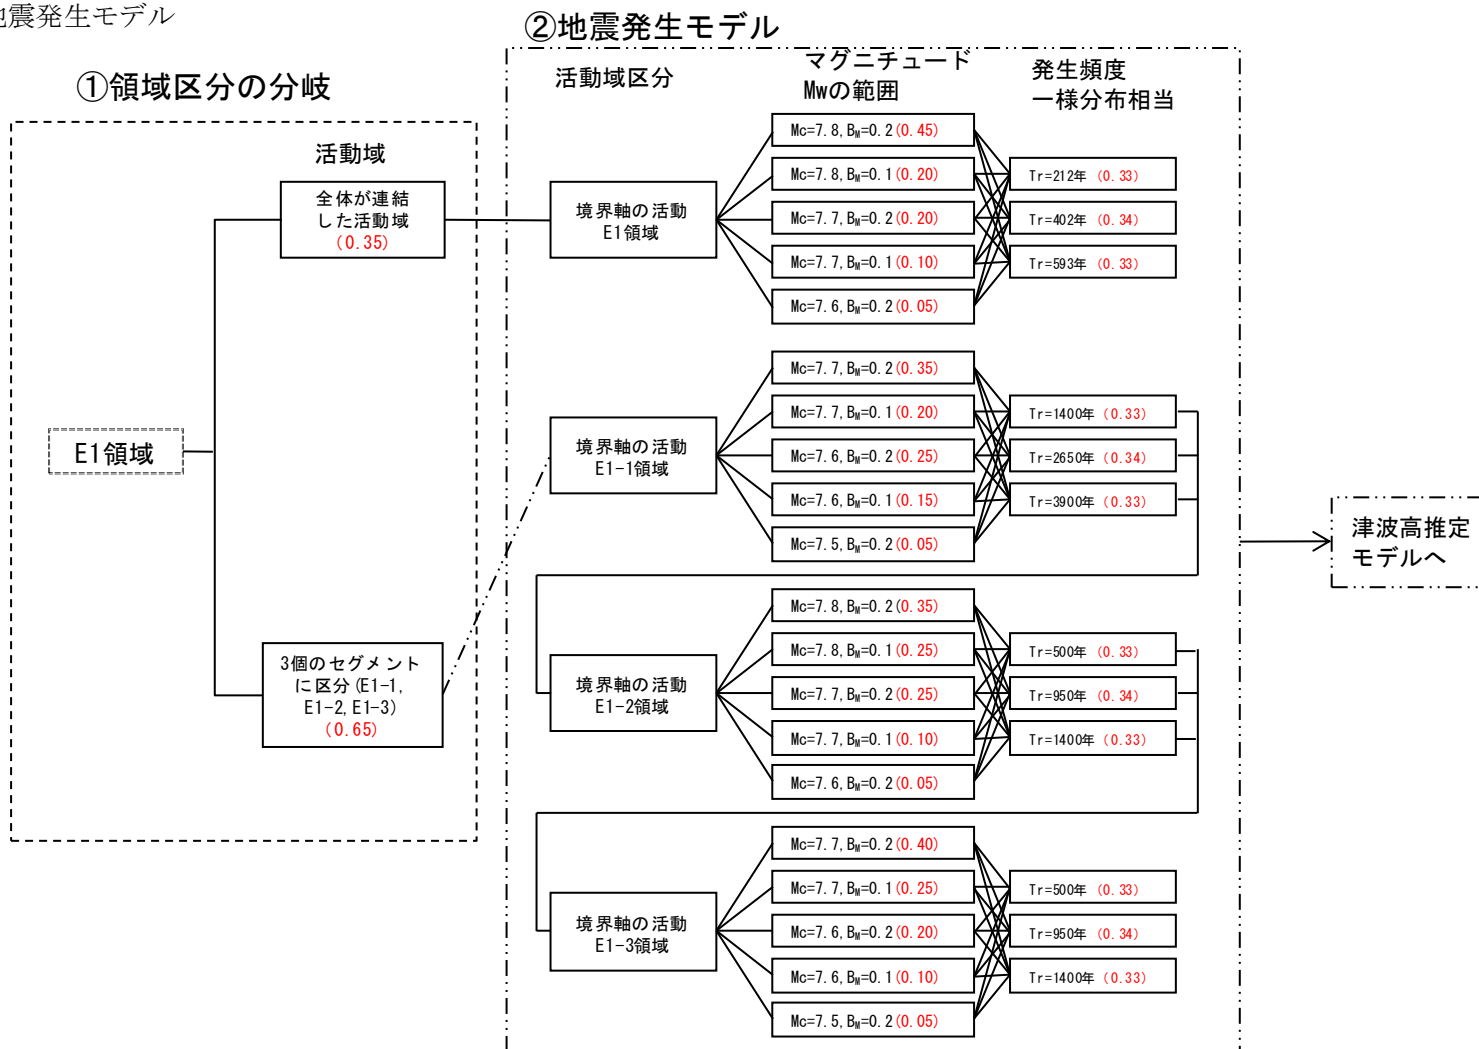 地震発生モデル
②地震発生モデル
①領域区分の分岐
活動域区分
マグニチュード
Mwの範囲
発生頻度
一様分布相当
活動域
全体が連結
した活動域
(0.35)
境界軸の活動
E1領域
Mc=7.8,BM=0.2(0.45)
Mc=7.8,BM=0.1(0.20)
Mc=7.7,BM=0.2(0.20)
Mc=7.7,BM=0.1(0.10)
Mc=7.6,BM=0.2(0.05)
Tr=212年 (0.33)
Tr=402年 (0.34)
Tr=593年 (0.33)
E1領域
境界軸の活動
E1-1領域
Mc=7.7,BM=0.2(0.35)
Mc=7.7,BM=0.1(0.20)
Mc=7.6,BM=0.2(0.25)
Mc=7.6,BM=0.1(0.15)
Mc=7.5,BM=0.2(0.05)
Tr=1400年 (0.33)
Tr=2650年 (0.34)
Tr=3900年 (0.33)
津波高推定
モデルへ
3個のセグメント
に区分(E1-1,
E1-2,E1-3)
(0.65)
境界軸の活動
E1-2領域
Mc=7.8,BM=0.2(0.35)
Mc=7.8,BM=0.1(0.25)
Mc=7.7,BM=0.2(0.25)
Mc=7.7,BM=0.1(0.10)
Mc=7.6,BM=0.2(0.05)
Tr=500年 (0.33)
Tr=950年 (0.34)
Tr=1400年 (0.33)
境界軸の活動
E1-3領域
Mc=7.7,BM=0.2(0.40)
Mc=7.7,BM=0.1(0.25)
Mc=7.6,BM=0.2(0.20)
Mc=7.6,BM=0.1(0.10)
Mc=7.5,BM=0.2(0.05)
Tr=500年 (0.33)
Tr=950年 (0.34)
Tr=1400年 (0.33)